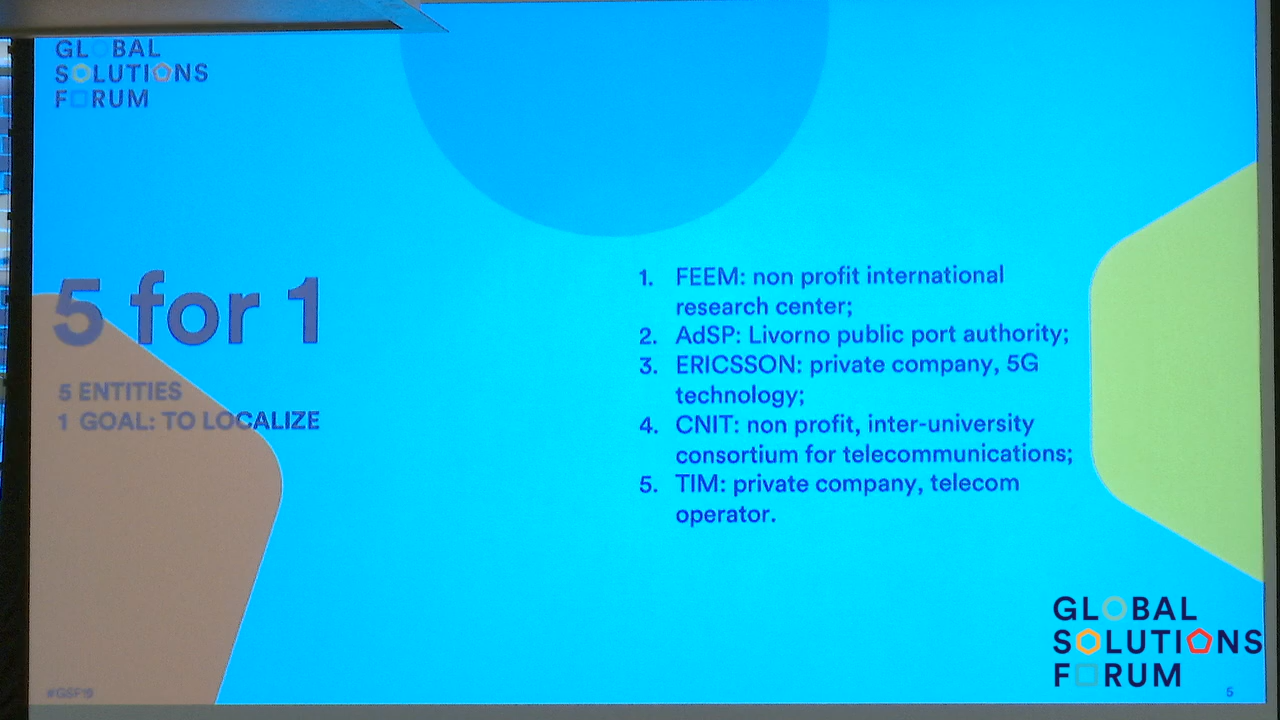 GLOBAL
SOLUTIONS
FORUM
5 for 1
5 ENTITIES
1 GOAL: TO LOCALIZE
1. FEEM: non profit international
research center;
2. AdSP: Livorno public port authority;
3. ERICSSON: private company, 5G
technology;
4. CNIT: non profit, inter-university
consortium for telecommunications;
5. TIM: private company, telecom
operator.
GLOBAL
SOLUTIONS
FORUM
#GSF19
5